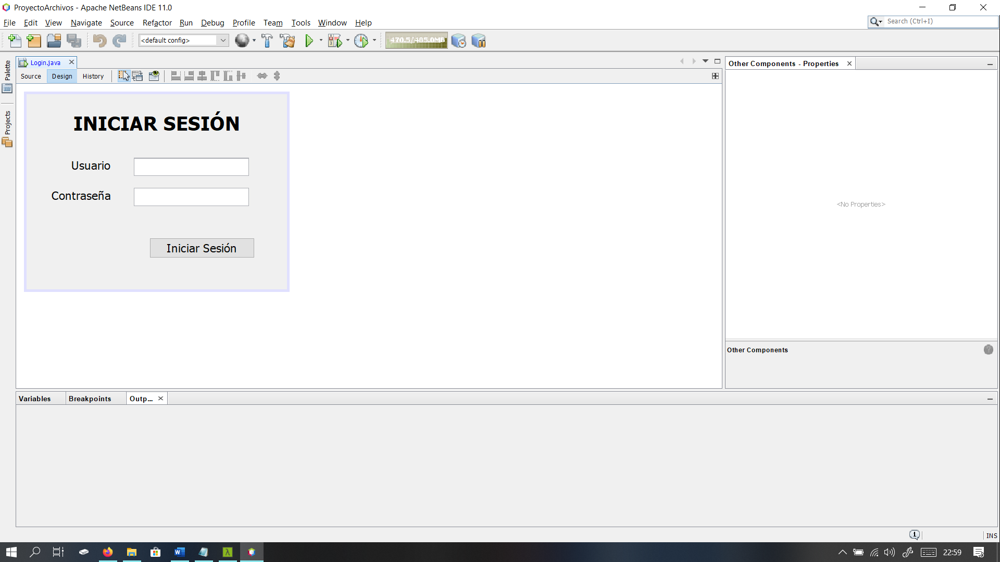 ProyectoArchivos - Apache NetBeans IDE 11.0
File Edit View Navigate Source Refactor Run Debug Profile Team Tools Window Help
Search (Ctrl+I)
<default config>
470.5/485.0MB
Palette
Projects
Login.java
Source Design History
INICIAR SESIÓN
Usuario
Contraseña
Iniciar Sesión
Other Components - Properties
<No Properties>
Other Components
?
Variables Breakpoints Outp...
1
INS
22:59